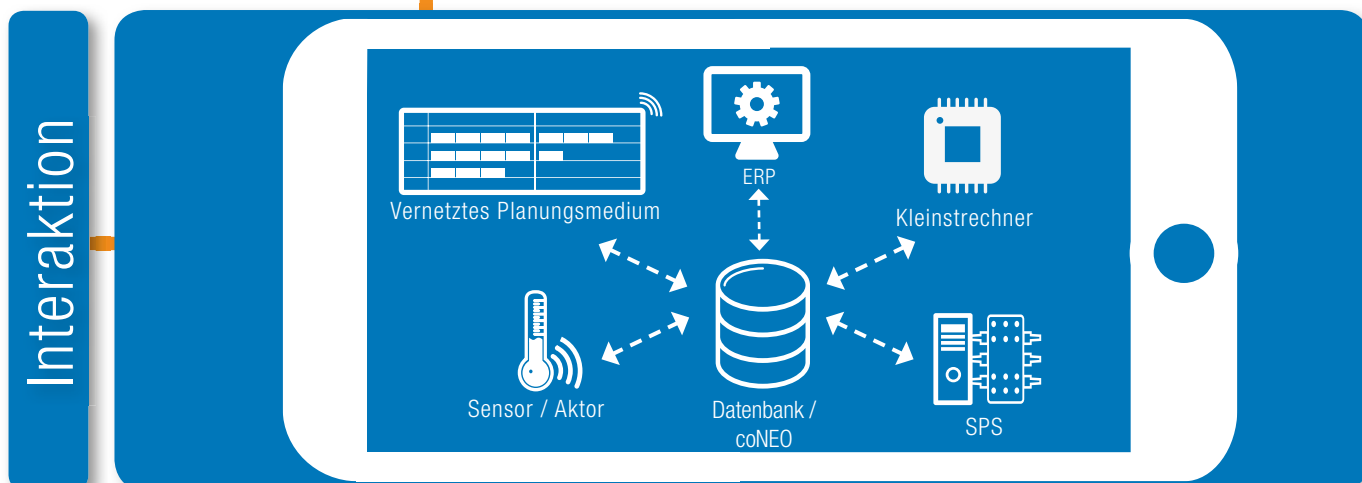 Interaktion
ERP
Vernetztes Planungsmedium
Kleinstrechner
Sensor / Aktor
Datenbank /
coNEO
SPS